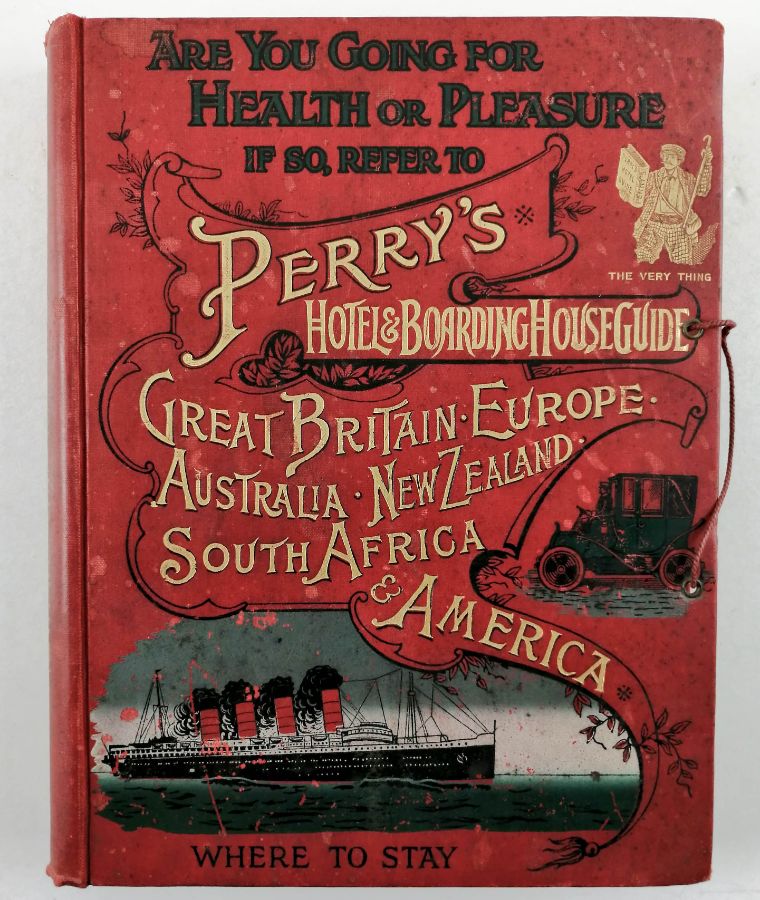 ARE YOU GOING FOR
HEALTH OR PLEASURE
IF SO, REFER TO
PERRY'S
THE VERY THING
HOTEL & BOARDING HOUSE GUIDE
GREAT BRITAIN · EUROPE ·
AUSTRALIA · NEW ZEALAND ·
SOUTH AFRICA
& AMERICA
WHERE TO STAY